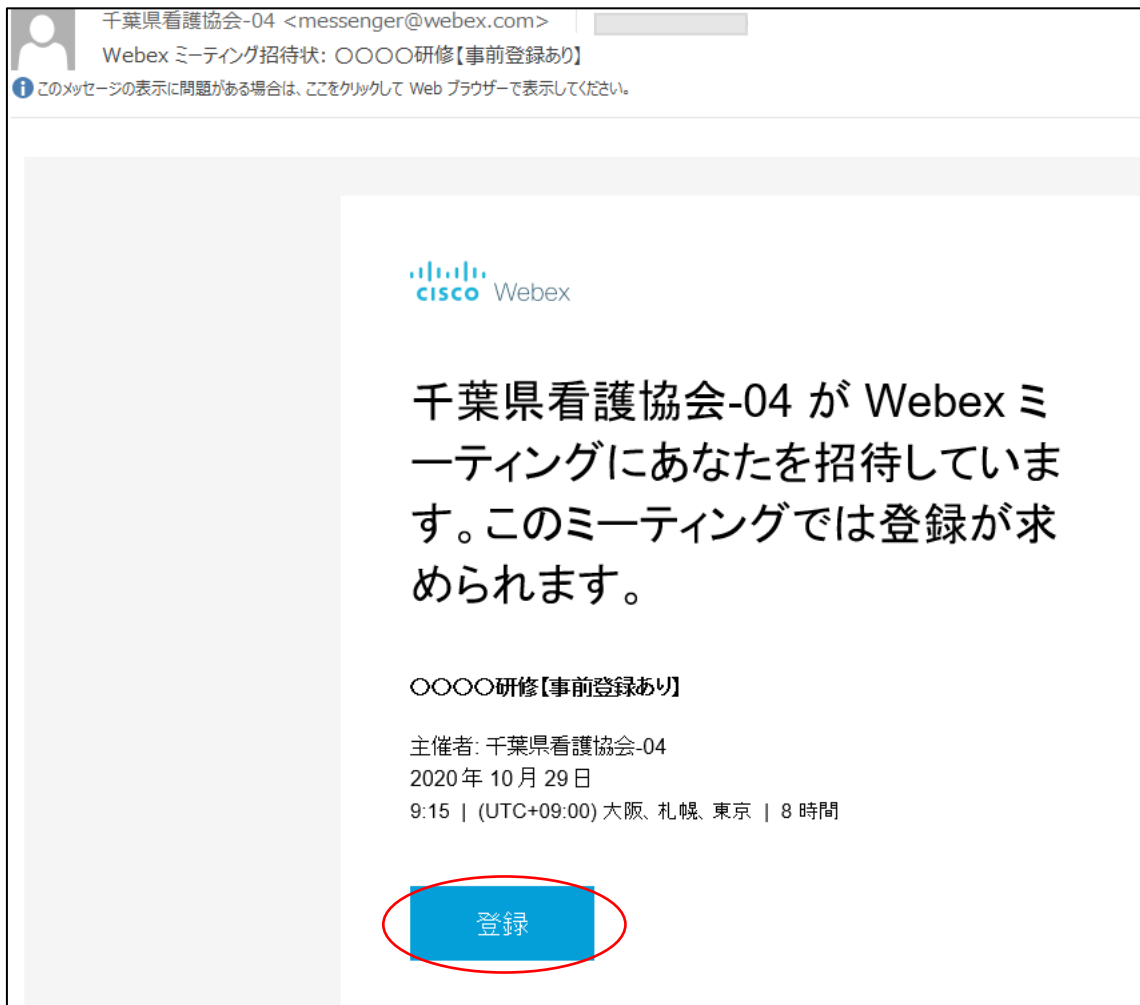 千葉県看護協会-04 <messenger@webex.com>
Webex ミーティング招待状: 〇〇〇〇研修【事前登録あり】
このメッセージの表示に問題がある場合は、ここをクリックして Web ブラウザーで表示してください。
cisco Webex
千葉県看護協会-04 が Webex ミ
ーティングにあなたを招待していま
す。このミーティングでは登録が求
められます。
〇〇〇〇研修【事前登録あり】
主催者: 千葉県看護協会-04
2020 年 10 月 29 日
9:15 | (UTC+09:00) 大阪、札幌、東京 | 8 時間
登録